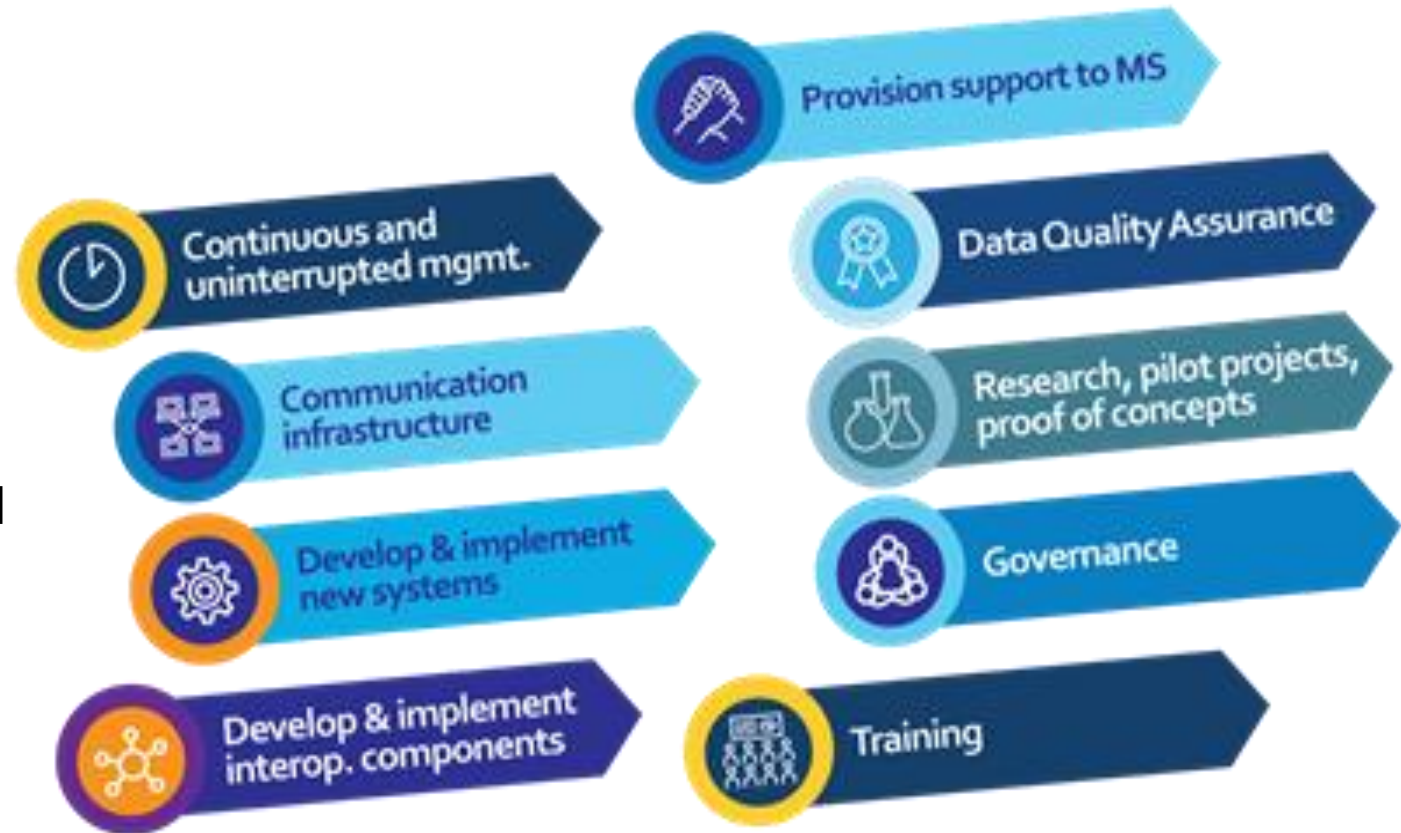 Continuous and
uninterrupted mgmt.
Communication
infrastructure
Develop & implement
new systems
Develop & implement
interop. components
Provision support to MS
Data Quality Assurance
Research, pilot projects,
proof of concepts
Governance
Training